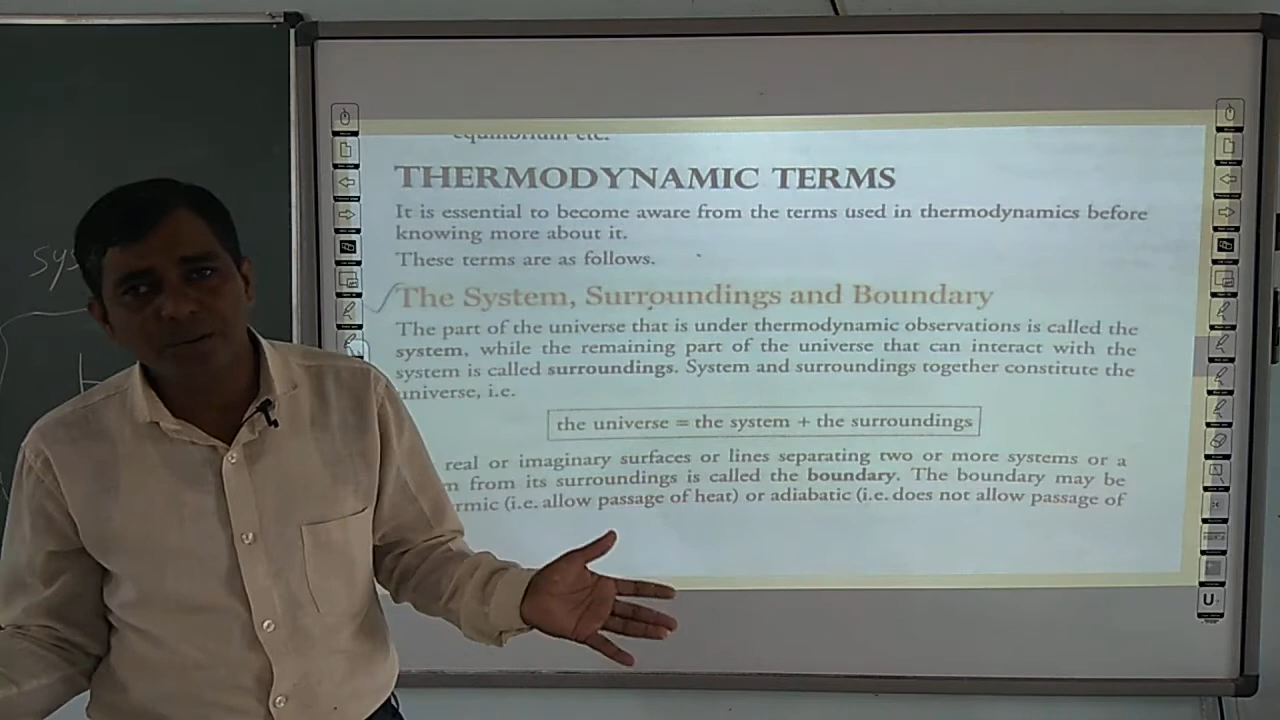 equilibrium etc.
THERMODYNAMIC TERMS
It is essential to become aware from the terms used in thermodynamics before
knowing more about it.
These terms are as follows.
The System, Surroundings and Boundary
The part of the universe that is under thermodynamic observations is called the
system, while the remaining part of the universe that can interact with the
system is called surroundings. System and surroundings together constitute the
universe, i.e.
the universe = the system + the surroundings
real or imaginary surfaces or lines separating two or more systems or a
from its surroundings is called the boundary. The boundary may be
rmic (i.e. allow passage of heat) or adiabatic (i.e. does not allow passage of
sys
U